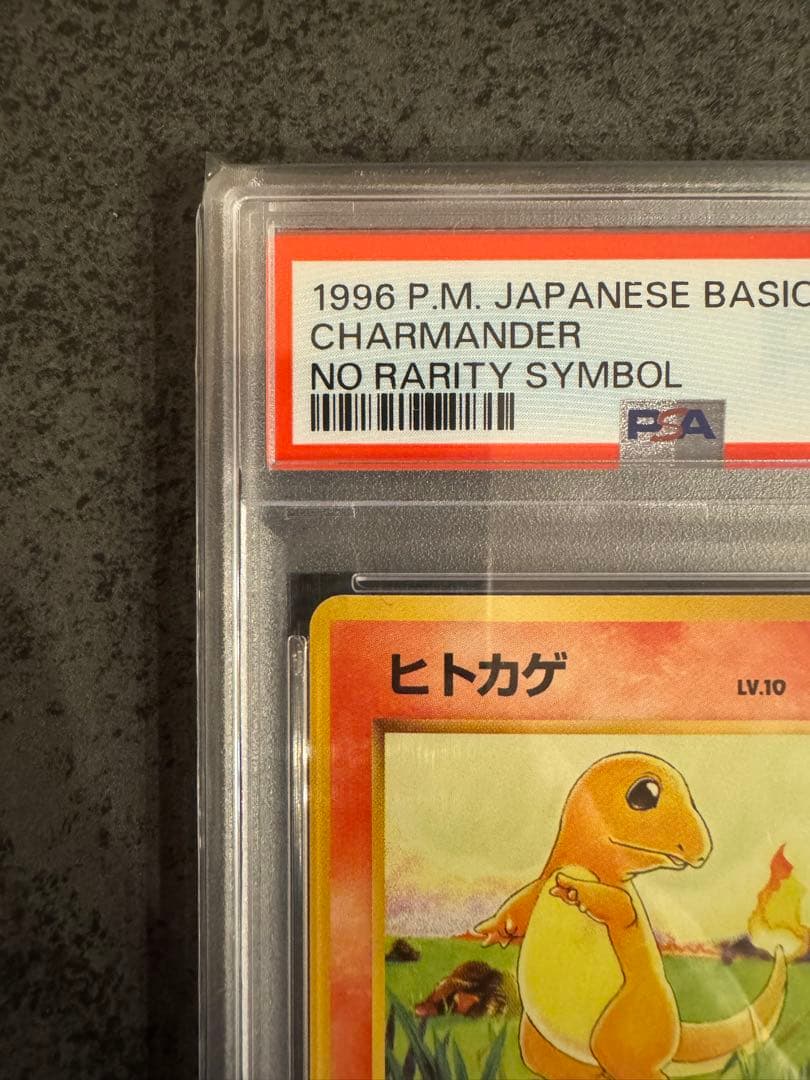 1996 P.M. JAPANESE BASIC
CHARMANDER
NO RARITY SYMBOL
PSA
ヒトカゲ
LV.10